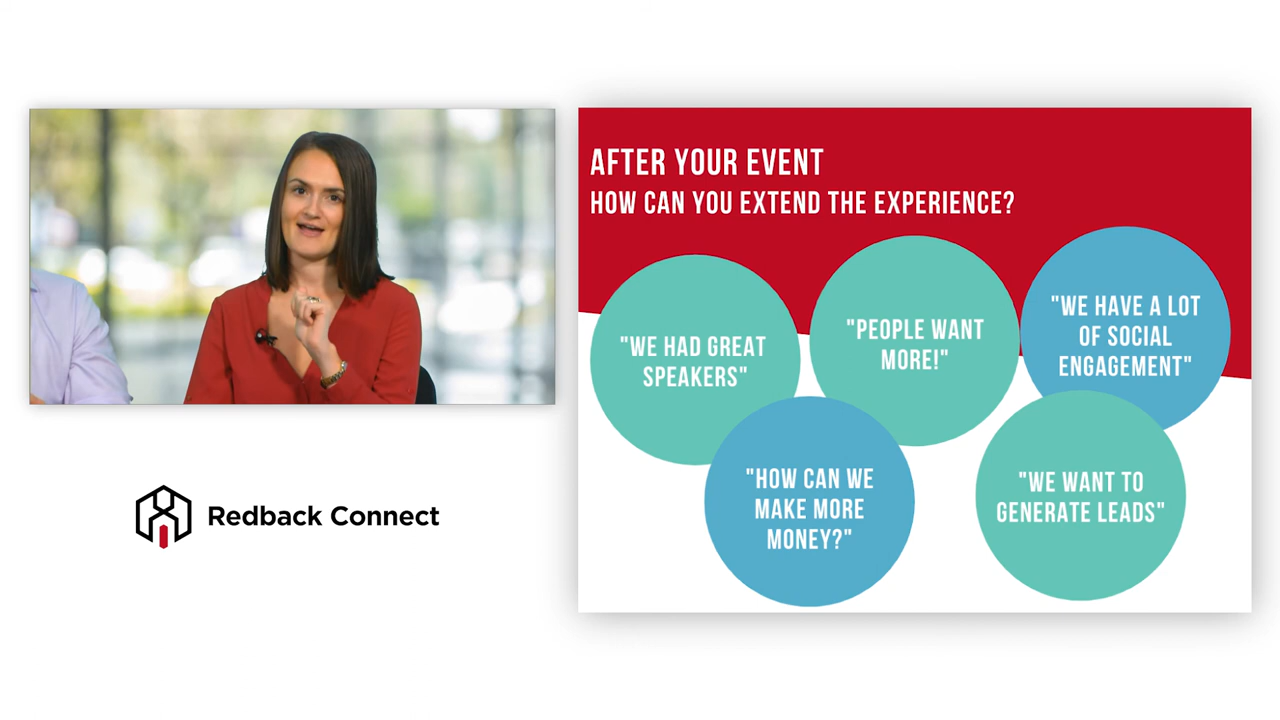 AFTER YOUR EVENT
HOW CAN YOU EXTEND THE EXPERIENCE?
"WE HAD GREAT
SPEAKERS"
"PEOPLE WANT
MORE!"
"WE HAVE A LOT
OF SOCIAL
ENGAGEMENT"
"HOW CAN WE
MAKE MORE
MONEY?"
"WE WANT TO
GENERATE LEADS"
Redback Connect